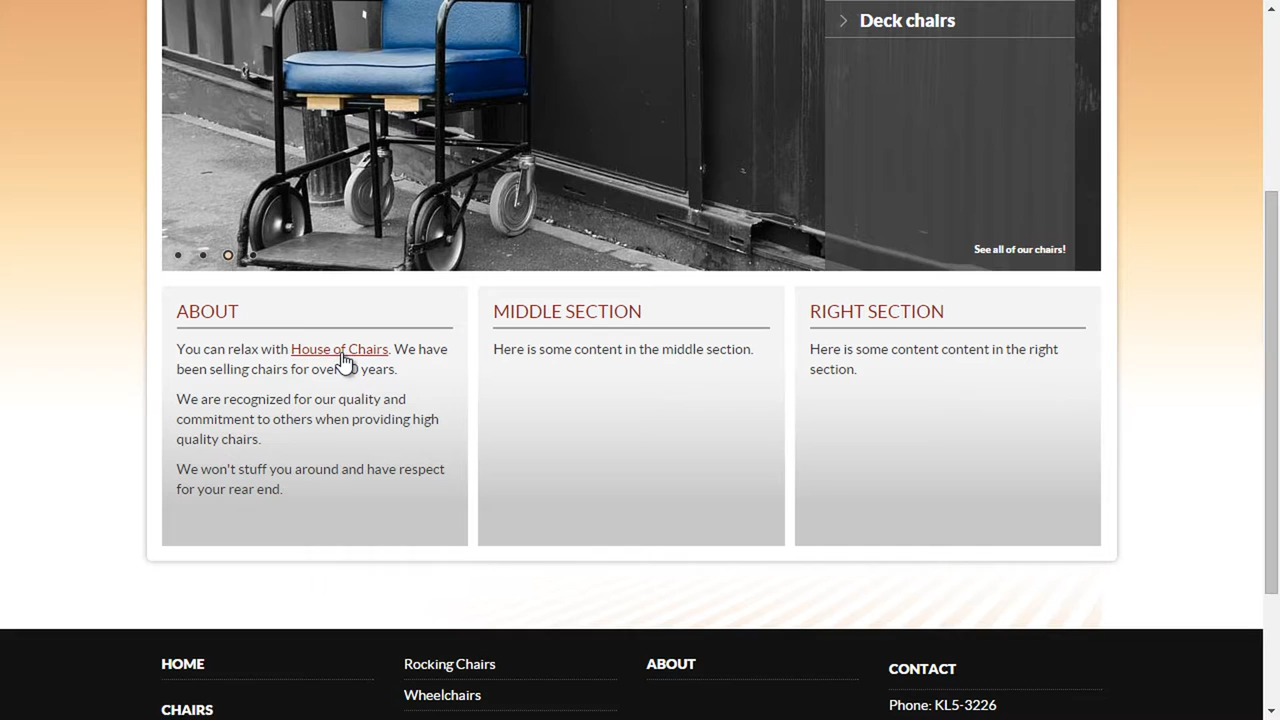 Deck chairs
See all of our chairs!
ABOUT
You can relax with House of Chairs. We have
been selling chairs for over 0 years.
We are recognized for our quality and
commitment to others when providing high
quality chairs.
We won't stuff you around and have respect
for your rear end.
MIDDLE SECTION
Here is some content in the middle section.
RIGHT SECTION
Here is some content content in the right
section.
HOME
CHAIRS
Rocking Chairs
Wheelchairs
ABOUT
CONTACT
Phone: KL5-3226